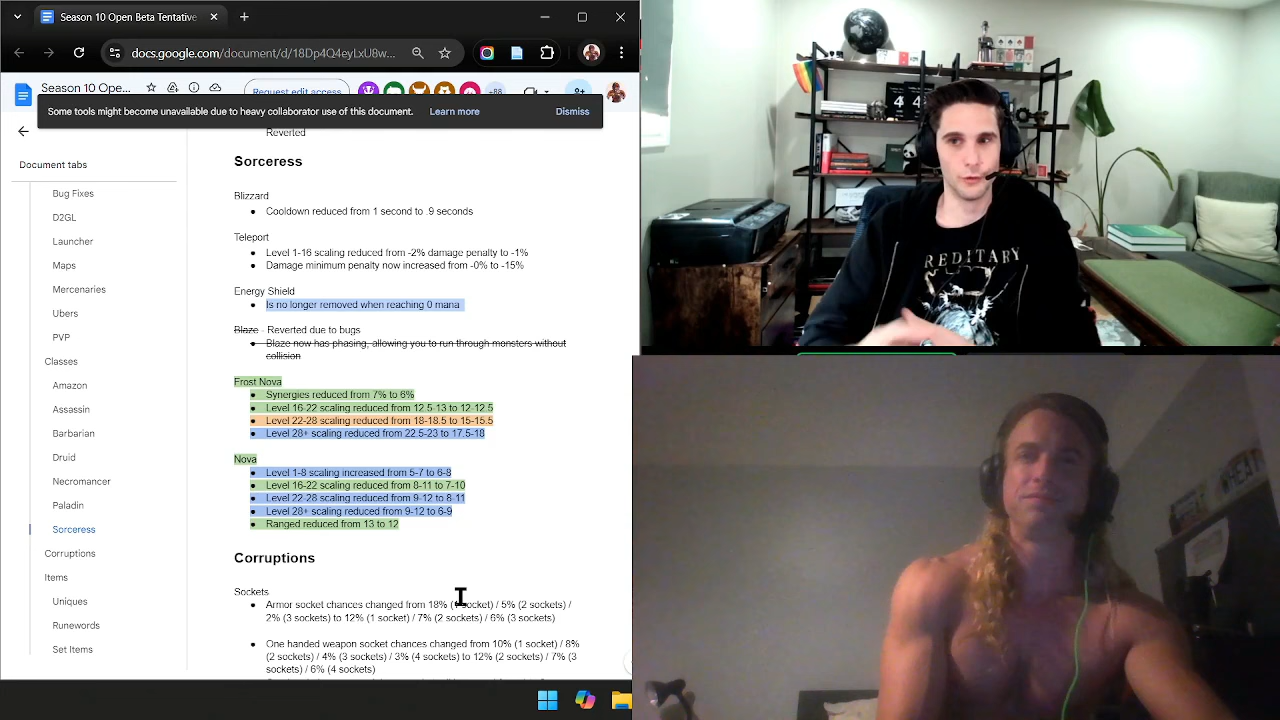 Season 10 Open Beta Tentative
docs.google.com/document/d/18Dp4Q4eyLxU8w...
Season 10 Ope...
Request edit access
Some tools might become una
e to heavy collaborator use of this document.
Learn more
Dismiss
Document tabs
Bug Fixes
D2GL
Launcher
Maps
Mercenaries
Ubers
PVP
Classes
Amazon
Assassin
Barbarian
Druid
Necromancer
Paladin
Sorceress
Corruptions
Items
Uniques
Runewords
Set Items
Reverted
Sorceress
Blizzard
● Cooldown reduced from 1 second to .9 seconds
Teleport
● Level 1-16 scaling reduced from -2% damage penalty to -1%
● Damage minimum penalty now increased from -0% to -15%
Energy Shield
● Is no longer removed when reaching 0 mana
Blaze - Reverted due to bugs
● Blaze now has phasing, allowing you to run through monsters without
collision
Frost Nova
● Synergies reduced from 7% to 6%
● Level 16-22 scaling reduced from 12.5-13 to 12-12.5
● Level 22-28 scaling reduced from 18-18.5 to 15-15.5
● Level 28+ scaling reduced from 22.5-23 to 17.5-18
Nova
● Level 1-8 scaling increased from 5-7 to 6-8
● Level 16-22 scaling reduced from 8-11 to 7-10
● Level 22-28 scaling reduced from 9-12 to 8-11
● Level 28+ scaling reduced from 9-12 to 6-9
● Ranged reduced from 13 to 12
Corruptions
Sockets
● Armor socket chances changed from 18% (1 socket) / 5% (2 sockets) /
2% (3 sockets) to 12% (1 socket) / 7% (2 sockets) / 6% (3 sockets)
● One handed weapon socket chances changed from 10% (1 socket) / 8%
(2 sockets) / 4% (3 sockets) / 3% (4 sockets) to 12% (2 sockets) / 7% (3
sockets) / 6% (4 sockets)
REDITARY